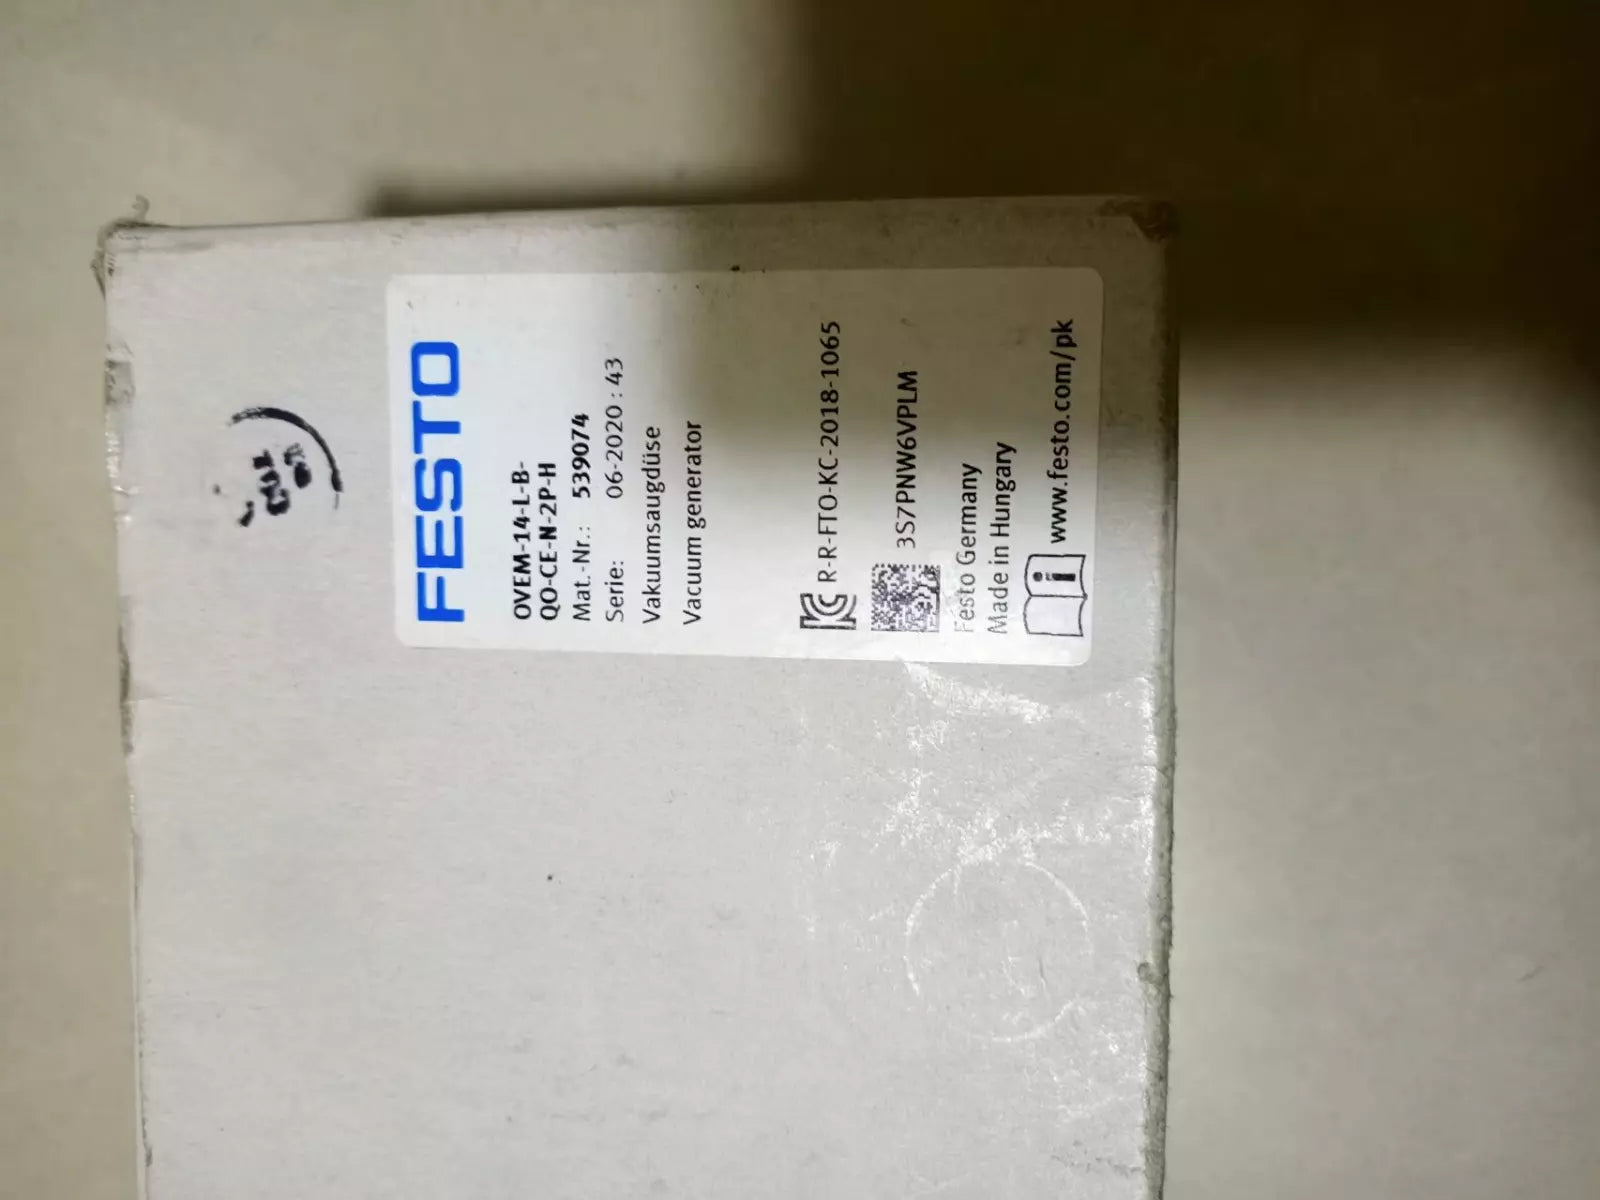 FESTO
OVEM-14-L-B-
QO-CE-N-2P-H
Mat.-Nr.: 539074
Serie: 06-2020 : 43
Vakuumsaugdüse
Vacuum generator
R-R-FTO-KC-2018-1065
3S7PNW6VPLM
Festo Germany
Made in Hungary
www.festo.com/pk